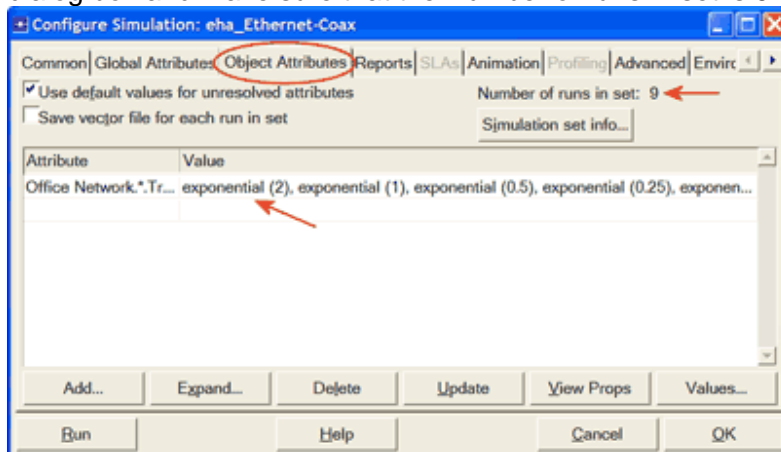 Configure Simulation: eha_Ethernet-Coax
Common Global Attributes Object Attributes Reports SLAs Animation Profiling Advanced Envirc
Use default values for unresolved attributes
Number of runs in set: 9
Save vector file for each run in set
Simulation set info...
Attribute Value
Office Network.*.Tr... exponential (2), exponential (1), exponential (0.5), exponential (0.25), exponen...
Add... Expand... Delete Update View Props Values...
Run Help Cancel OK